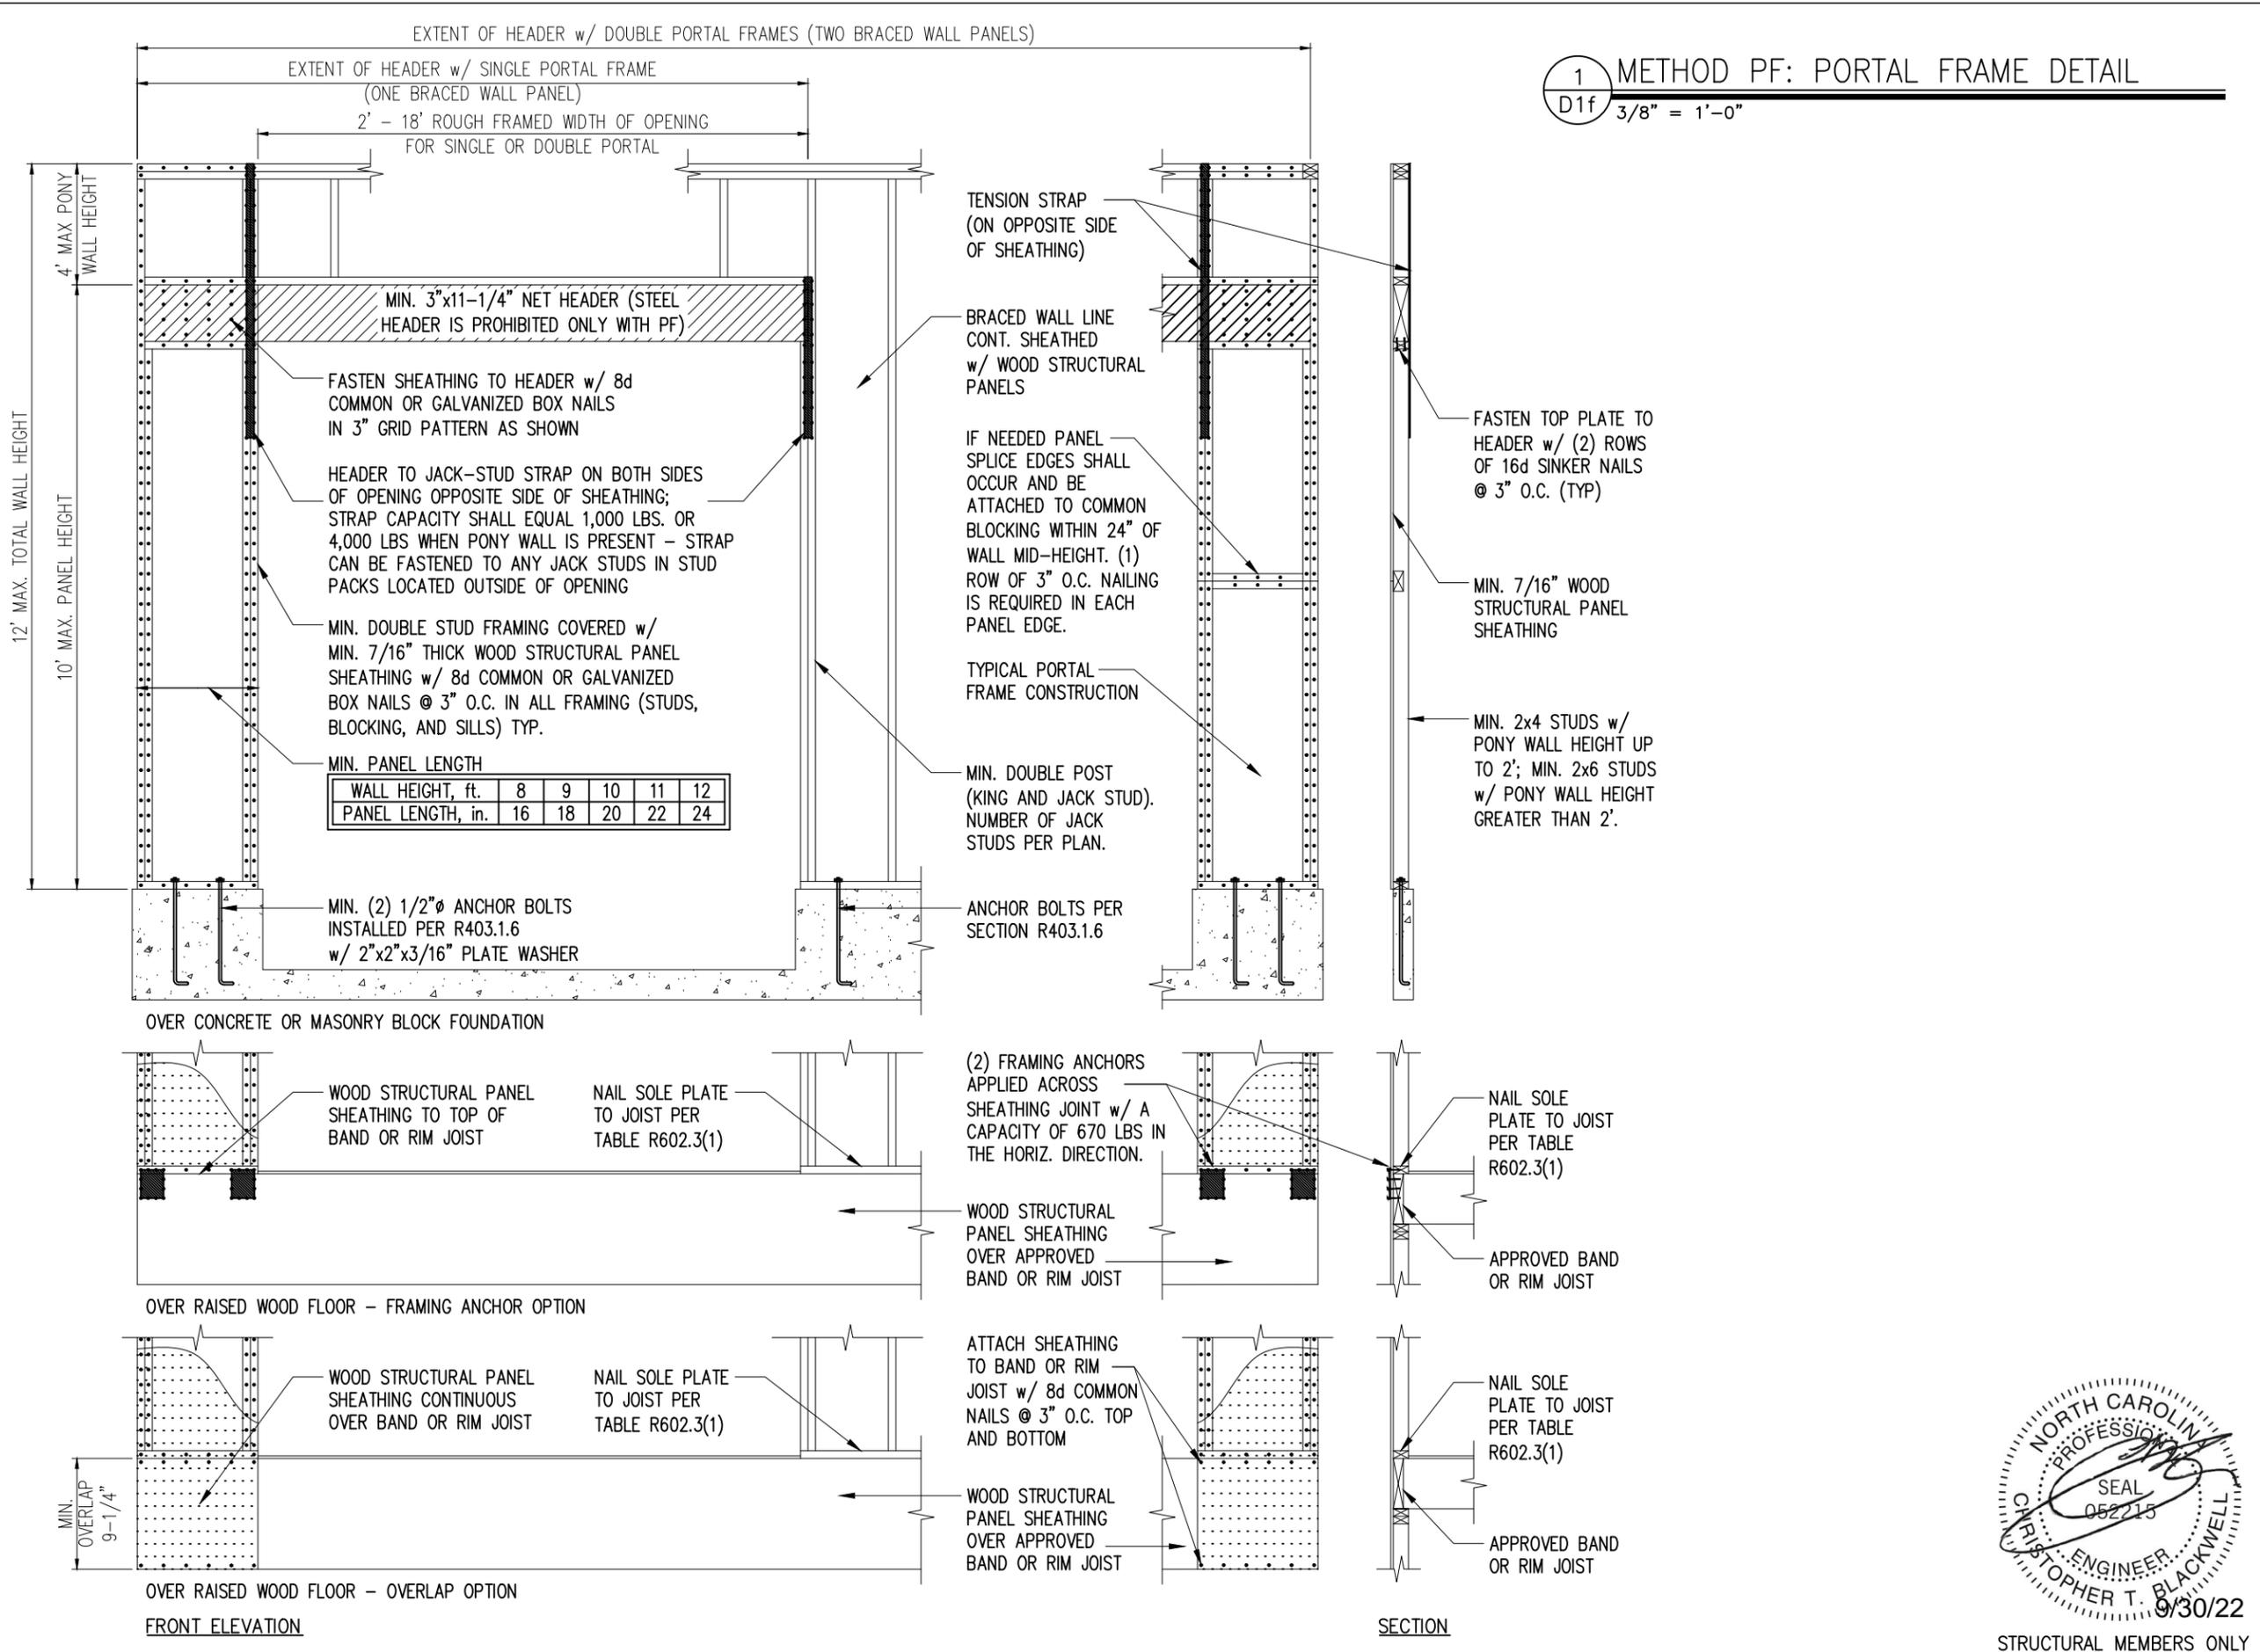 EXTENT OF HEADER w/ DOUBLE PORTAL FRAMES (TWO BRACED WALL PANELS)
EXTENT OF HEADER w/ SINGLE PORTAL FRAME
(ONE BRACED WALL PANEL)
2' - 18' ROUGH FRAMED WIDTH OF OPENING
FOR SINGLE OR DOUBLE PORTAL
1
D1f
METHOD PF: PORTAL FRAME DETAIL
3/8" = 1'-0"
12' MAX. TOTAL WALL HEIGHT
4' MAX PONY
WALL HEIGHT
10' MAX. PANEL HEIGHT
MIN. 3"x11-1/4" NET HEADER (STEEL
HEADER IS PROHIBITED ONLY WITH PF)
FASTEN SHEATHING TO HEADER w/ 8d
COMMON OR GALVANIZED BOX NAILS
IN 3" GRID PATTERN AS SHOWN
HEADER TO JACK-STUD STRAP ON BOTH SIDES
OF OPENING OPPOSITE SIDE OF SHEATHING;
STRAP CAPACITY SHALL EQUAL 1,000 LBS. OR
4,000 LBS WHEN PONY WALL IS PRESENT - STRAP
CAN BE FASTENED TO ANY JACK STUDS IN STUD
PACKS LOCATED OUTSIDE OF OPENING
MIN. DOUBLE STUD FRAMING COVERED w/
MIN. 7/16" THICK WOOD STRUCTURAL PANEL
SHEATHING w/ 8d COMMON OR GALVANIZED
BOX NAILS @ 3" O.C. IN ALL FRAMING (STUDS,
BLOCKING, AND SILLS) TYP.
MIN. PANEL LENGTH
WALL HEIGHT, ft. 8 9 10 11 12
PANEL LENGTH, in. 16 18 20 22 24
MIN. (2) 1/2"ø ANCHOR BOLTS
INSTALLED PER R403.1.6
w/ 2"x2"x3/16" PLATE WASHER
TENSION STRAP
(ON OPPOSITE SIDE
OF SHEATHING)
BRACED WALL LINE
CONT. SHEATHED
w/ WOOD STRUCTURAL
PANELS
IF NEEDED PANEL
SPLICE EDGES SHALL
OCCUR AND BE
ATTACHED TO COMMON
BLOCKING WITHIN 24" OF
WALL MID-HEIGHT. (1)
ROW OF 3" O.C. NAILING
IS REQUIRED IN EACH
PANEL EDGE.
TYPICAL PORTAL
FRAME CONSTRUCTION
MIN. DOUBLE POST
(KING AND JACK STUD).
NUMBER OF JACK
STUDS PER PLAN.
ANCHOR BOLTS PER
SECTION R403.1.6
FASTEN TOP PLATE TO
HEADER w/ (2) ROWS
OF 16d SINKER NAILS
@ 3" O.C. (TYP)
MIN. 7/16" WOOD
STRUCTURAL PANEL
SHEATHING
MIN. 2x4 STUDS w/
PONY WALL HEIGHT UP
TO 2'; MIN. 2x6 STUDS
w/ PONY WALL HEIGHT
GREATER THAN 2'.
OVER CONCRETE OR MASONRY BLOCK FOUNDATION
WOOD STRUCTURAL PANEL
SHEATHING TO TOP OF
BAND OR RIM JOIST
NAIL SOLE PLATE
TO JOIST PER
TABLE R602.3(1)
(2) FRAMING ANCHORS
APPLIED ACROSS
SHEATHING JOINT w/ A
CAPACITY OF 670 LBS IN
THE HORIZ. DIRECTION.
WOOD STRUCTURAL
PANEL SHEATHING
OVER APPROVED
BAND OR RIM JOIST
NAIL SOLE
PLATE TO JOIST
PER TABLE
R602.3(1)
APPROVED BAND
OR RIM JOIST
OVER RAISED WOOD FLOOR - FRAMING ANCHOR OPTION
MIN.
OVERLAP
9-1/4"
WOOD STRUCTURAL PANEL
SHEATHING CONTINUOUS
OVER BAND OR RIM JOIST
NAIL SOLE PLATE
TO JOIST PER
TABLE R602.3(1)
ATTACH SHEATHING
TO BAND OR RIM
JOIST w/ 8d COMMON
NAILS @ 3" O.C. TOP
AND BOTTOM
WOOD STRUCTURAL
PANEL SHEATHING
OVER APPROVED
BAND OR RIM JOIST
NAIL SOLE
PLATE TO JOIST
PER TABLE
R602.3(1)
APPROVED BAND
OR RIM JOIST
OVER RAISED WOOD FLOOR - OVERLAP OPTION
FRONT ELEVATION
SECTION
NORTH CAROLINA
PROFESSIONAL
SEAL
052215
ENGINEER
CHRISTOPHER T. BLACKWELL
9/30/22
STRUCTURAL MEMBERS ONLY